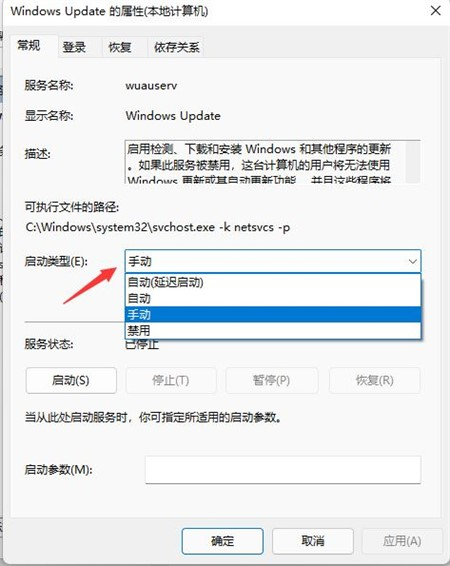 Windows Update 的属性(本地计算机)
常规 登录 恢复 依存关系
服务名称: wuauserv
显示名称: Windows Update
描述: 启用检测、下载和安装 Windows 和其他程序的更新
。如果此服务被禁用，这台计算机的用户将无法使用
Windows 更新或其自动更新功能，并且这些程序将
可执行文件的路径:
C:\Windows\system32\svchost.exe -k netsvcs -p
启动类型(E): 手动
自动(延迟启动)
自动
手动
禁用
服务状态: 已停止
启动(S) 停止(T) 暂停(P) 恢复(R)
当从此处启动服务时，你可指定所适用的启动参数。
启动参数(M):
确定 取消 应用(A)